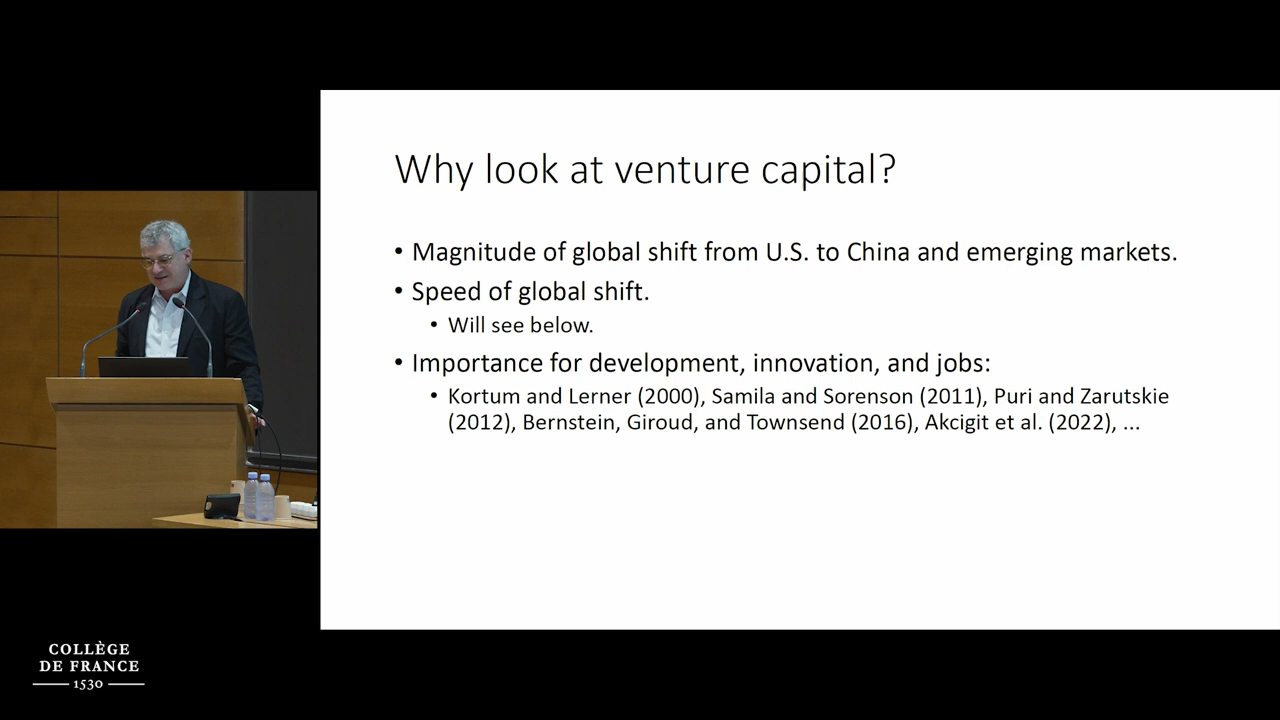 Why look at venture capital?
• Magnitude of global shift from U.S. to China and emerging markets.
• Speed of global shift.
• Will see below.
• Importance for development, innovation, and jobs:
• Kortum and Lerner (2000), Samila and Sorenson (2011), Puri and Zarutskie
(2012), Bernstein, Giroud, and Townsend (2016), Akcigit et al. (2022), ...
COLLÈGE
DE FRANCE
1530